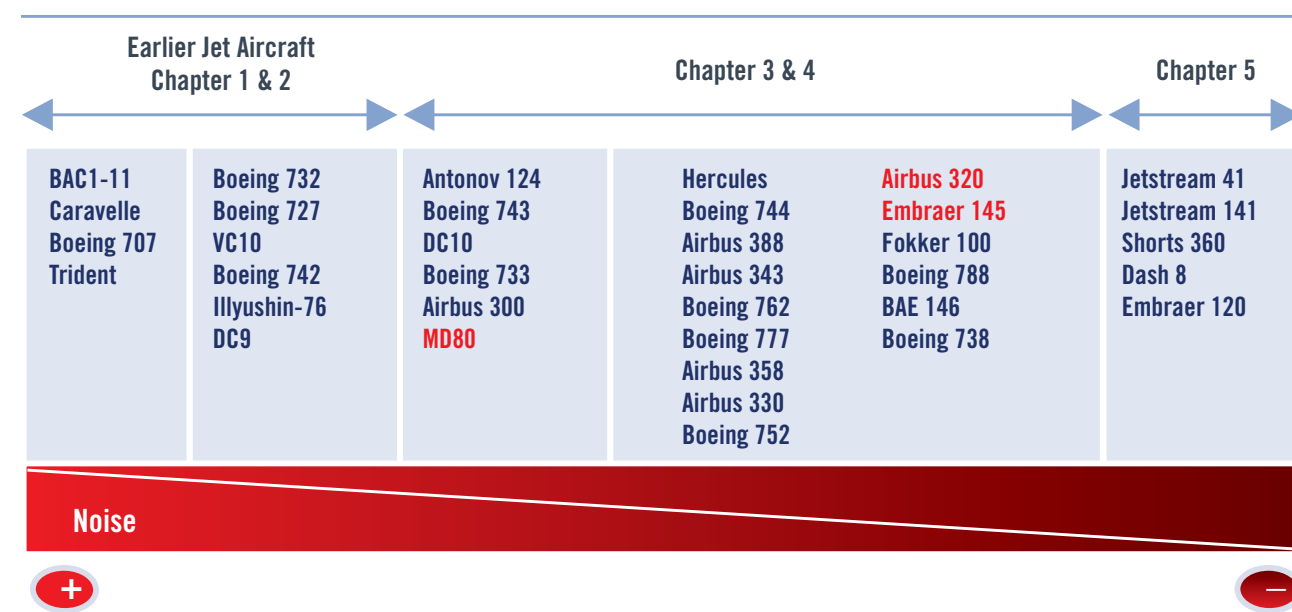 Earlier Jet Aircraft
Chapter 1 & 2
Chapter 3 & 4
Chapter 5
BAC1-11
Caravelle
Boeing 707
Trident
Boeing 732
Boeing 727
VC10
Boeing 742
Illyushin-76
DC9
Antonov 124
Boeing 743
DC10
Boeing 733
Airbus 300
MD80
Hercules
Boeing 744
Airbus 388
Airbus 343
Boeing 762
Boeing 777
Airbus 358
Airbus 330
Boeing 752
Airbus 320
Embraer 145
Fokker 100
Boeing 788
BAE 146
Boeing 738
Jetstream 41
Jetstream 141
Shorts 360
Dash 8
Embraer 120
Noise
+
–